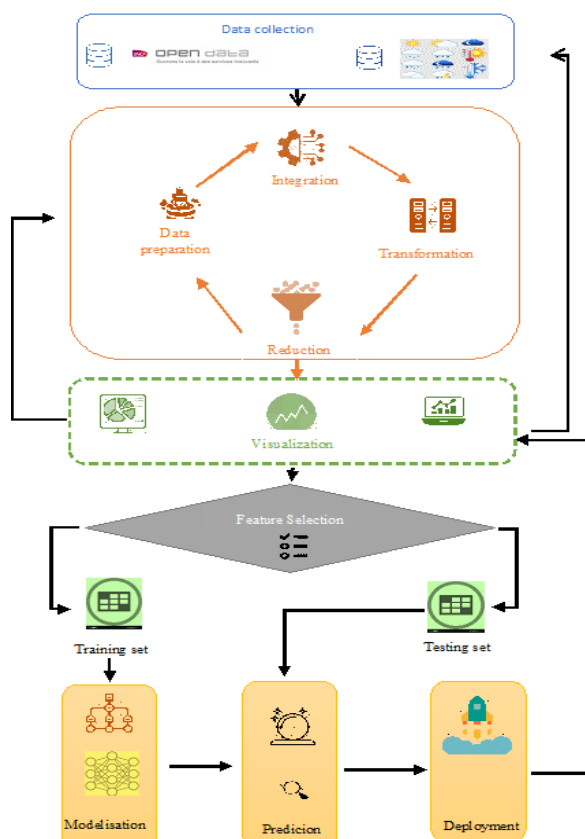 Data collection
OPEN data
Integration
Data
preparation
Transformation
Reduction
Visualization
Feature Selection
Training set
Testing set
Modelisation
Predicion
Deployment